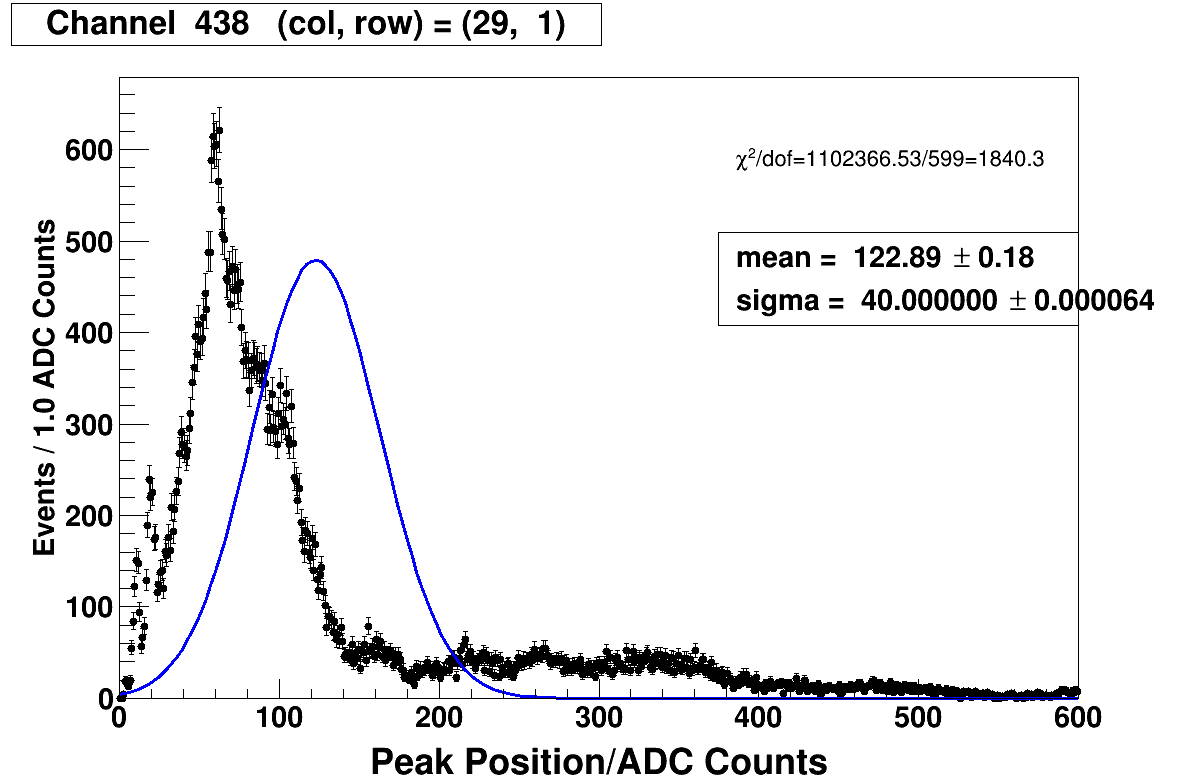 Channel 438 (col, row) = (29, 1)
χ²/dof=1102366.53/599=1840.3
mean = 122.89 ± 0.18
sigma = 40.000000 ± 0.000064
Events / 1.0 ADC Counts
600
500
400
300
200
100
0
0 100 200 300 400 500 600
Peak Position/ADC Counts